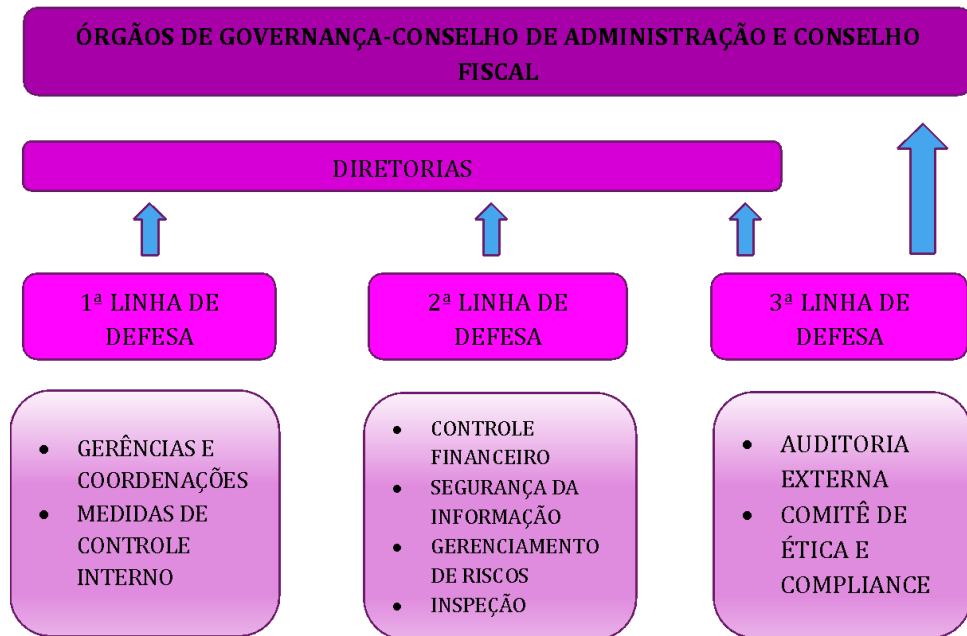 ÓRGÃOS DE GOVERNANÇA-CONSELHO DE ADMINISTRAÇÃO E CONSELHO
FISCAL
DIRETORIAS
1ª LINHA DE
DEFESA
2ª LINHA DE
DEFESA
3ª LINHA DE
DEFESA
• GERÊNCIAS E
COORDENAÇÕES
• MEDIDAS DE
CONTROLE
INTERNO
• CONTROLE
FINANCEIRO
• SEGURANÇA DA
INFORMAÇÃO
• GERENCIAMENTO
DE RISCOS
• INSPEÇÃO
• AUDITORIA
EXTERNA
• COMITÊ DE
ÉTICA E
COMPLIANCE